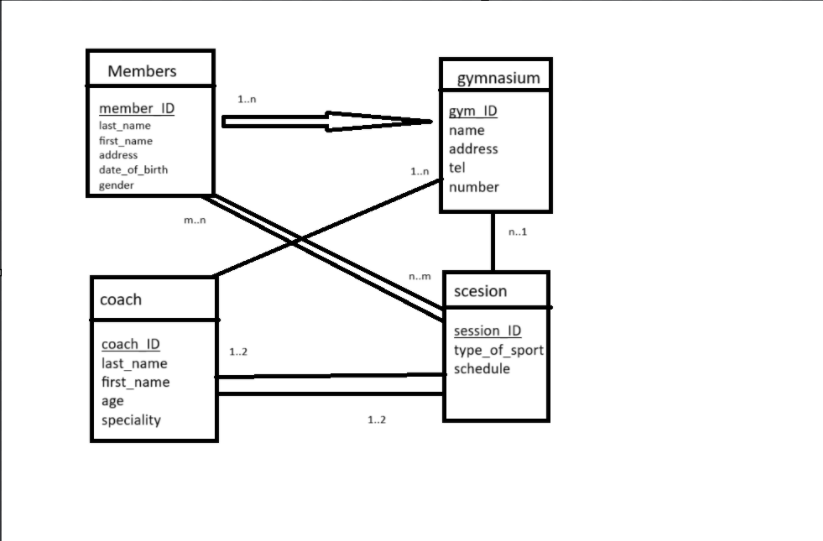 Members
member_ID
last_name
first_name
address
date_of_birth
gender
1..n
gymnasium
gym_ID
name
address
tel
number
1..n
m..n
n..1
n..m
coach
coach_ID
last_name
first_name
age
speciality
1..2
1..2
scesion
session_ID
type_of_sport
schedule